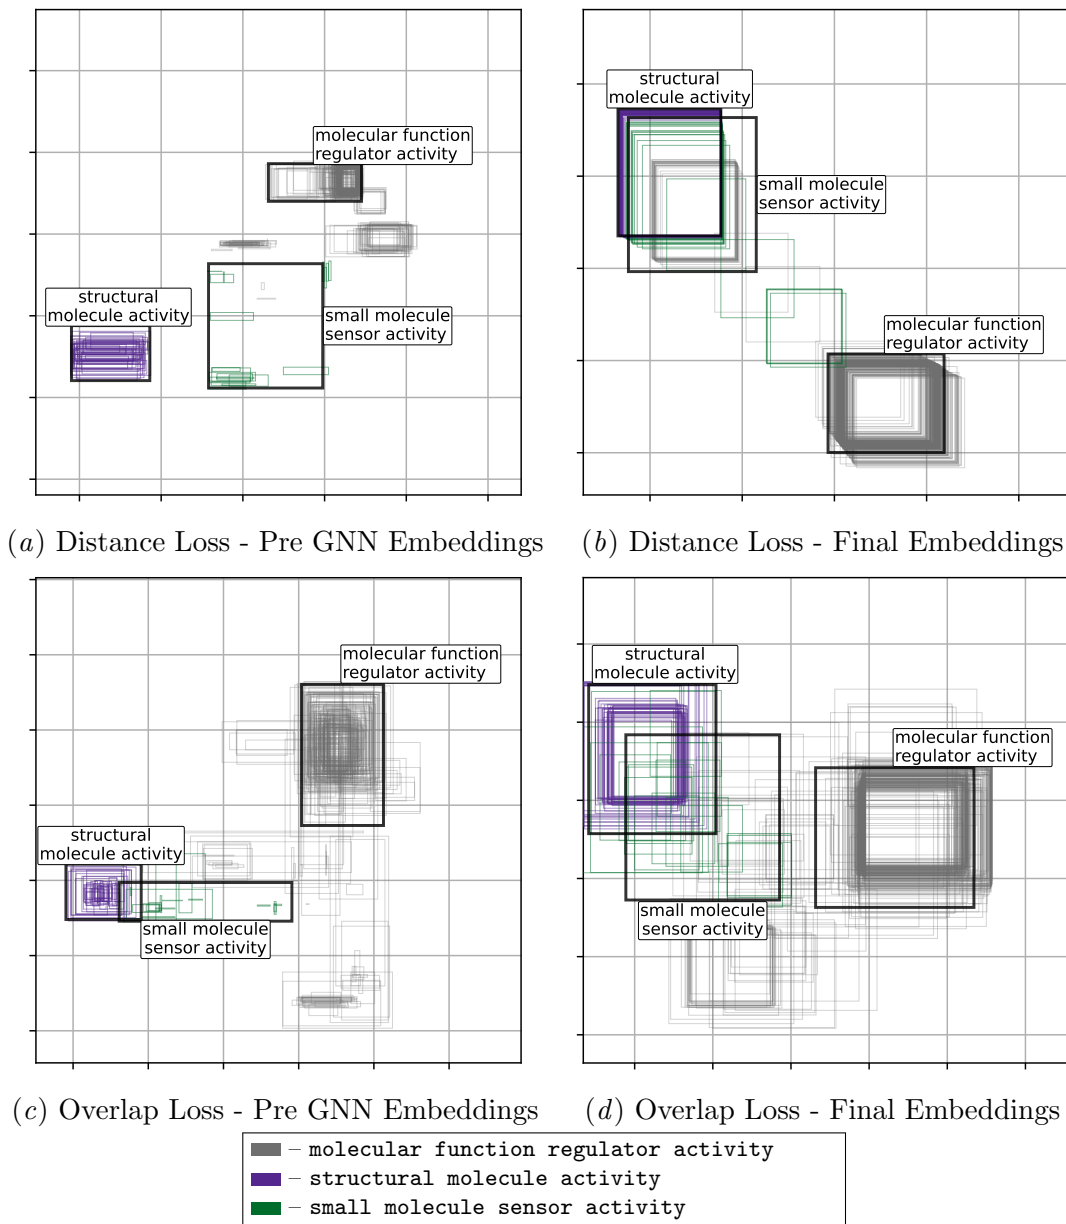 molecular function
regulator activity
structural
molecule activity
small molecule
sensor activity
(a) Distance Loss - Pre GNN Embeddings
structural
molecule activity
small molecule
sensor activity
molecular function
regulator activity
(b) Distance Loss - Final Embeddings
molecular function
regulator activity
structural
molecule activity
small molecule
sensor activity
(c) Overlap Loss - Pre GNN Embeddings
structural
molecule activity
molecular function
regulator activity
small molecule
sensor activity
(d) Overlap Loss - Final Embeddings
– molecular function regulator activity
– structural molecule activity
– small molecule sensor activity